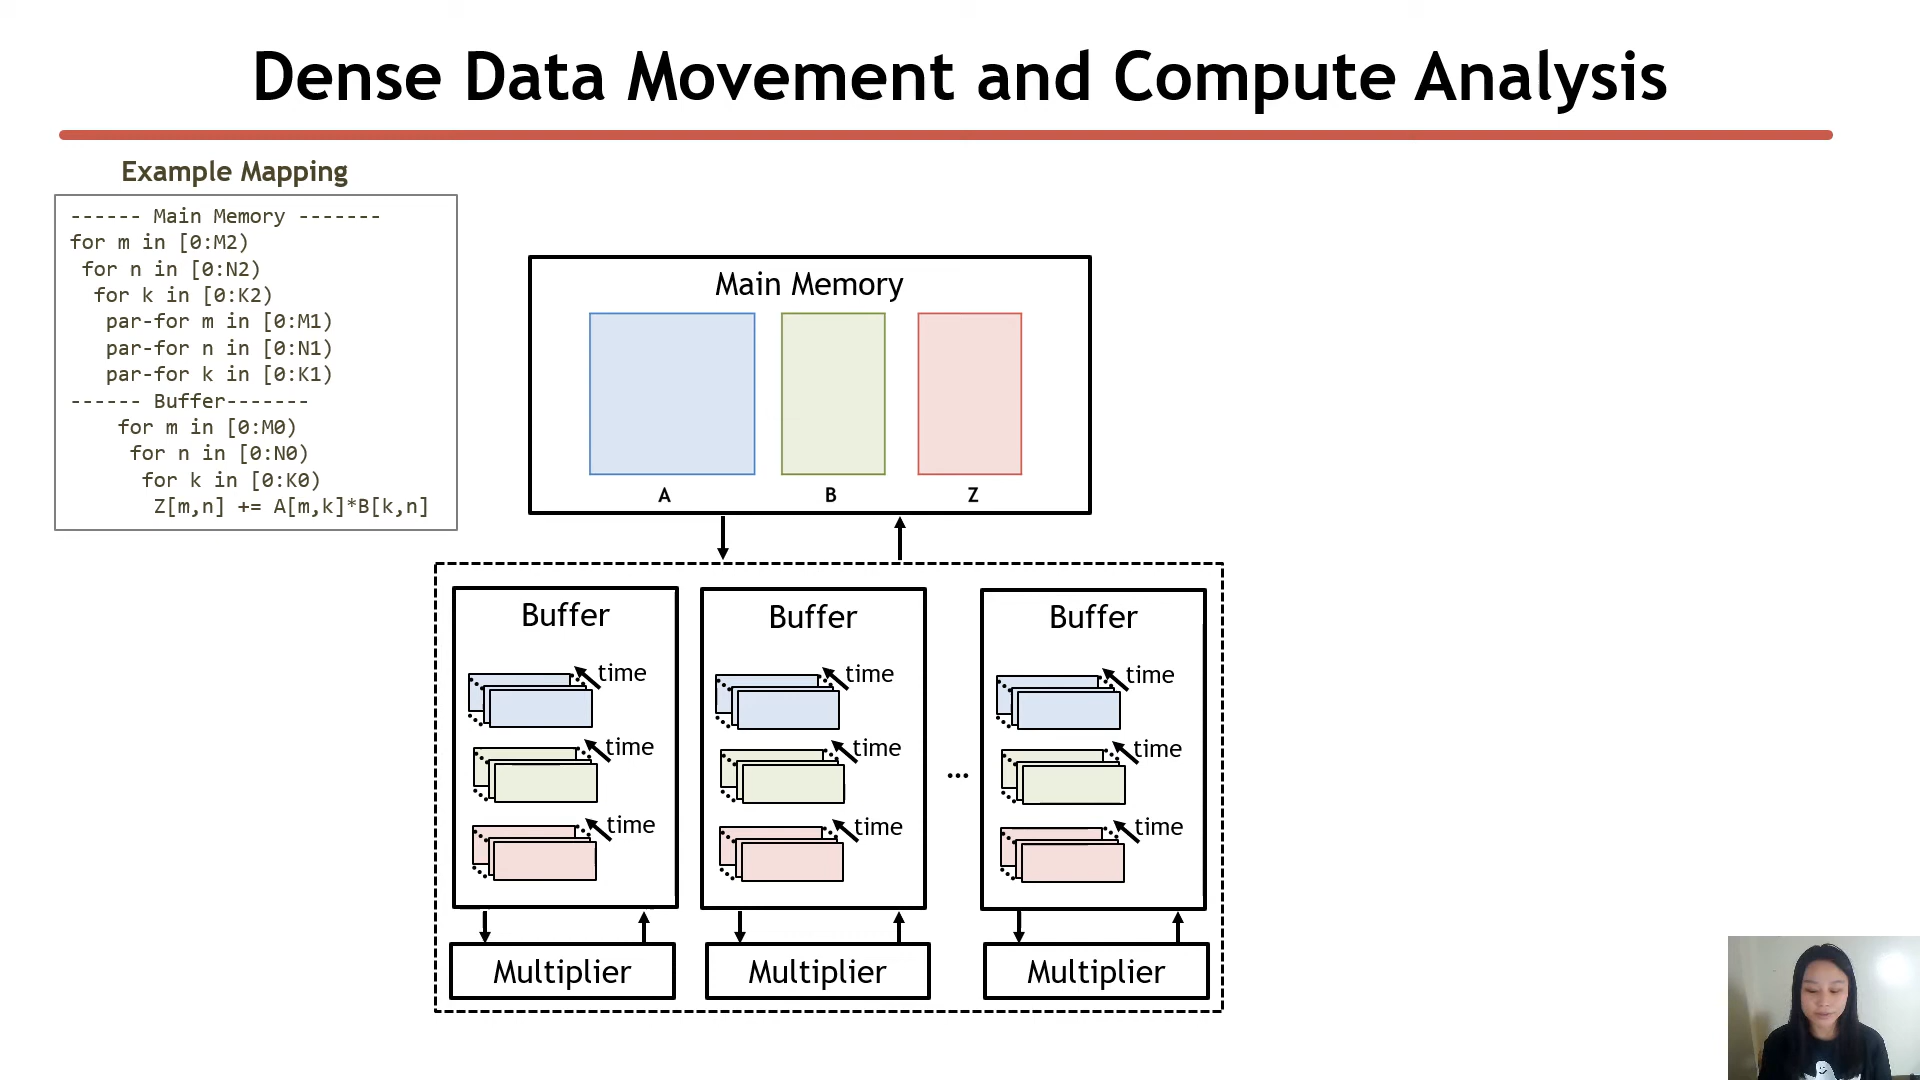 Dense Data Movement and Compute Analysis
Example Mapping
------ Main Memory -------
for m in [0:M2)
for n in [0:N2)
for k in [0:K2)
par-for m in [0:M1)
par-for n in [0:N1)
par-for k in [0:K1)
------ Buffer-------
for m in [0:M0)
for n in [0:N0)
for k in [0:K0)
Z[m,n] += A[m,k]*B[k,n]
Main Memory
A B Z
Buffer Buffer Buffer
time time time
time time time
...
time time time
Multiplier Multiplier Multiplier